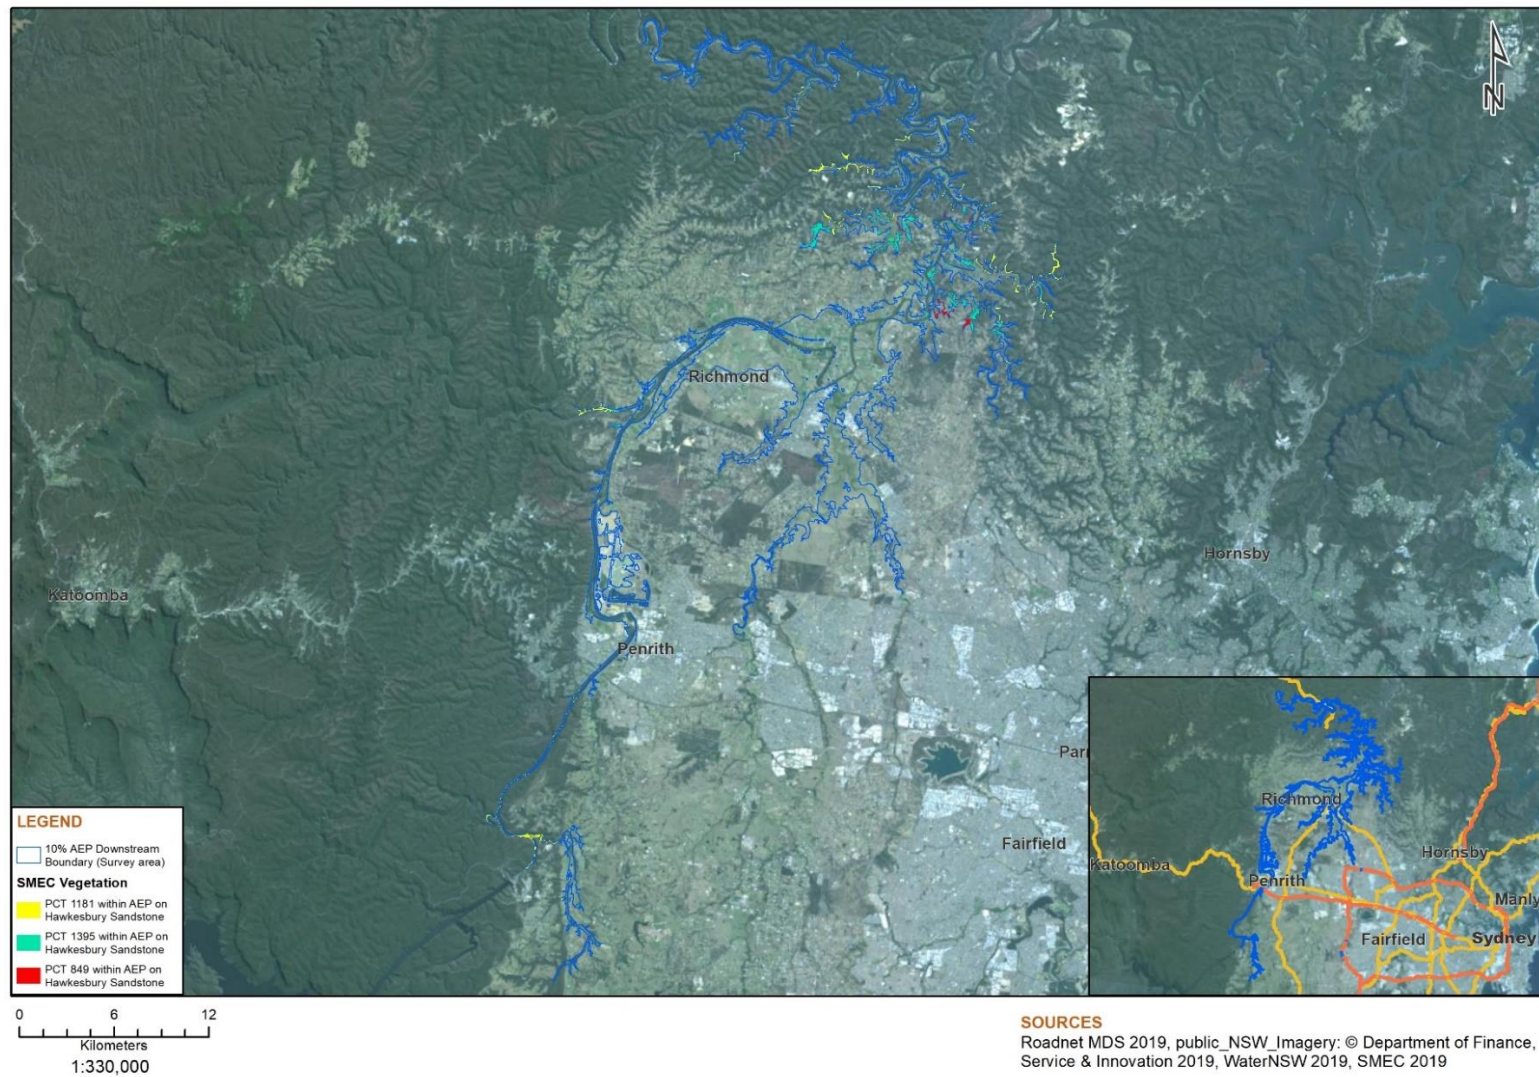 N
Richmond
Hornsby
Katoomba
Penrith
Parr
Fairfield
Richmond
Hornsby
Katoomba
Penrith
Manly
Fairfield
Sydney
LEGEND
10% AEP Downstream
Boundary (Survey area)
SMEC Vegetation
PCT 1181 within AEP on
Hawkesbury Sandstone
PCT 1395 within AEP on
Hawkesbury Sandstone
PCT 849 within AEP on
Hawkesbury Sandstone
0 6 12
Kilometers
1:330,000
SOURCES
Roadnet MDS 2019, public_NSW_Imagery: © Department of Finance,
Service & Innovation 2019, WaterNSW 2019, SMEC 2019